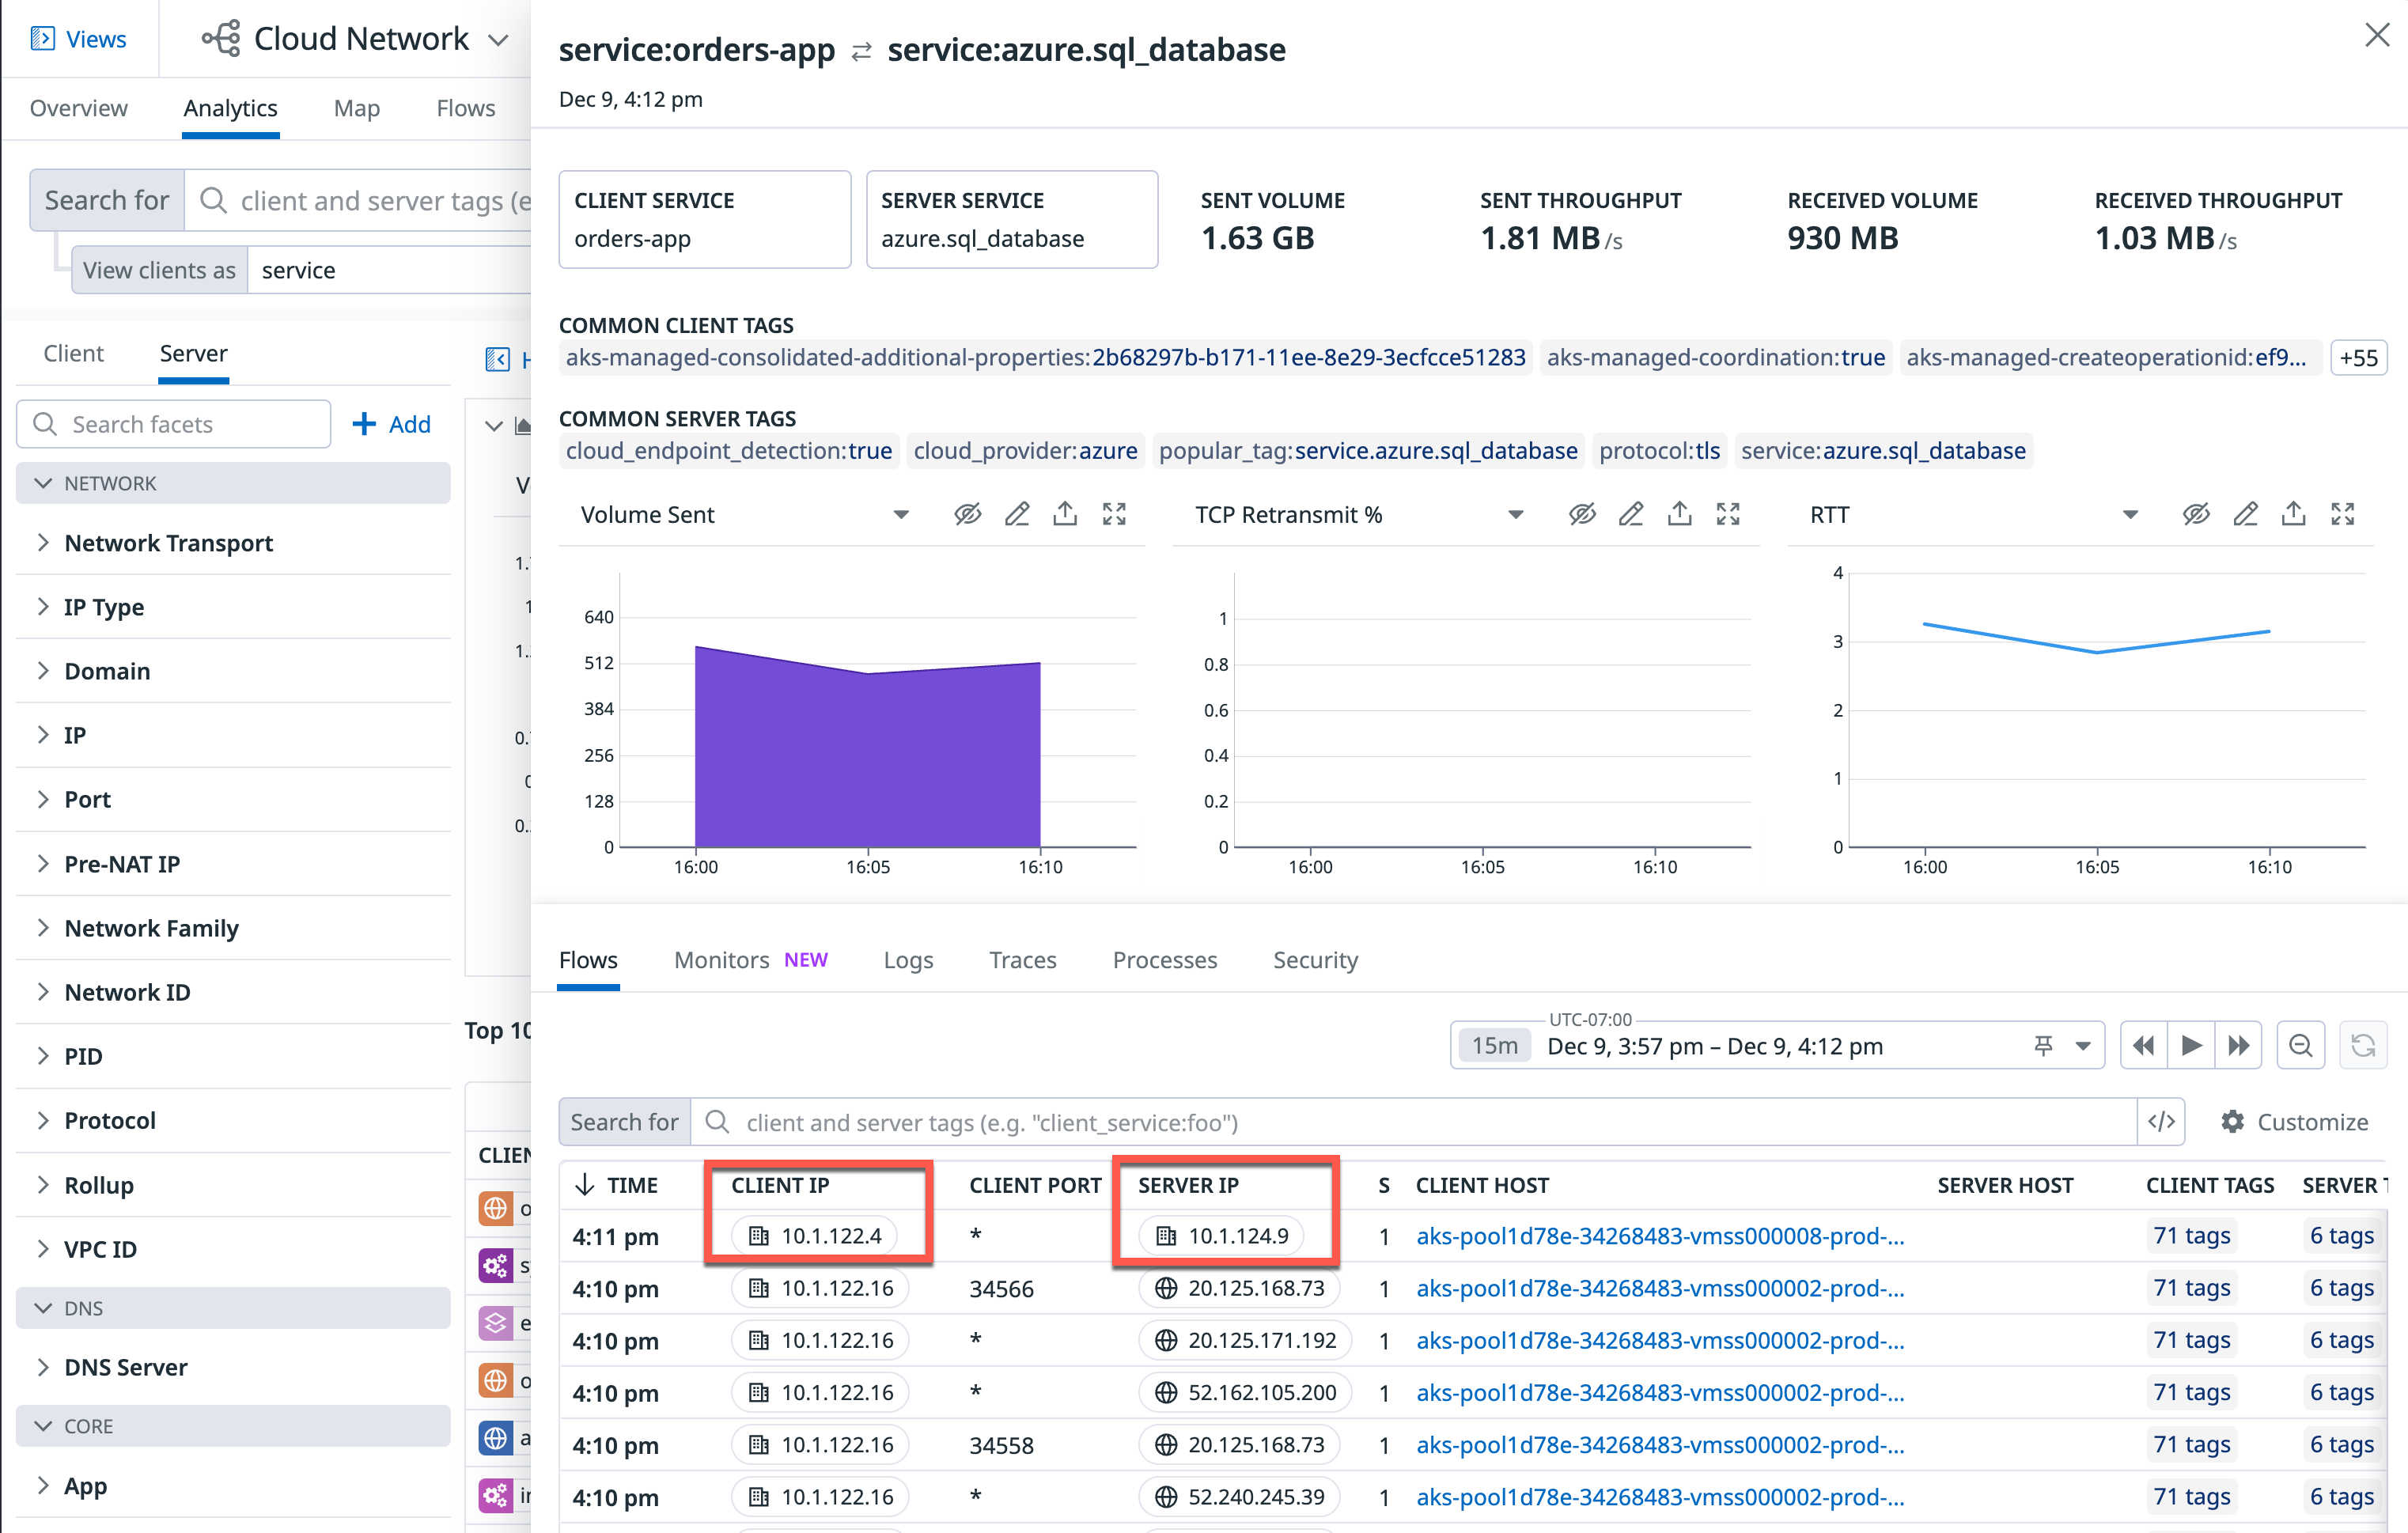 Views
Cloud Network
Overview
Analytics
Map
Flows
Search for
client and server tags (e
View clients as
service
Client
Server
Search facets
Add
NETWORK
Network Transport
IP Type
Domain
IP
Port
Pre-NAT IP
Network Family
Network ID
PID
Protocol
Rollup
VPC ID
DNS
DNS Server
CORE
App
Top 10
CLIEN
service:orders-app ⇄ service:azure.sql_database
Dec 9, 4:12 pm
CLIENT SERVICE
orders-app
SERVER SERVICE
azure.sql_database
SENT VOLUME
1.63 GB
SENT THROUGHPUT
1.81 MB/s
RECEIVED VOLUME
930 MB
RECEIVED THROUGHPUT
1.03 MB/s
COMMON CLIENT TAGS
aks-managed-consolidated-additional-properties:2b68297b-b171-11ee-8e29-3ecfcce51283 aks-managed-coordination:true aks-managed-createoperationid:ef9... +55
COMMON SERVER TAGS
cloud_endpoint_detection:true cloud_provider:azure popular_tag:service.azure.sql_database protocol:tls service:azure.sql_database
Volume Sent
640
512
384
256
128
0
16:00 16:05 16:10
TCP Retransmit %
1
0.8
0.6
0.4
0.2
0
16:00 16:05 16:10
RTT
4
3
2
1
0
16:00 16:05 16:10
Flows
Monitors NEW
Logs
Traces
Processes
Security
UTC-07:00
15m Dec 9, 3:57 pm – Dec 9, 4:12 pm
Search for client and server tags (e.g. "client_service:foo") </> Customize
TIME CLIENT IP CLIENT PORT SERVER IP S CLIENT HOST SERVER HOST CLIENT TAGS SERVER T
4:11 pm 10.1.122.4 * 10.1.124.9 1 aks-pool1d78e-34268483-vmss000008-prod-... 71 tags 6 tags
4:10 pm 10.1.122.16 34566 20.125.168.73 1 aks-pool1d78e-34268483-vmss000002-prod-... 71 tags 6 tags
4:10 pm 10.1.122.16 * 20.125.171.192 1 aks-pool1d78e-34268483-vmss000002-prod-... 71 tags 6 tags
4:10 pm 10.1.122.16 * 52.162.105.200 1 aks-pool1d78e-34268483-vmss000002-prod-... 71 tags 6 tags
4:10 pm 10.1.122.16 34558 20.125.168.73 1 aks-pool1d78e-34268483-vmss000002-prod-... 71 tags 6 tags
4:10 pm 10.1.122.16 * 52.240.245.39 1 aks-pool1d78e-34268483-vmss000002-prod-... 71 tags 6 tags